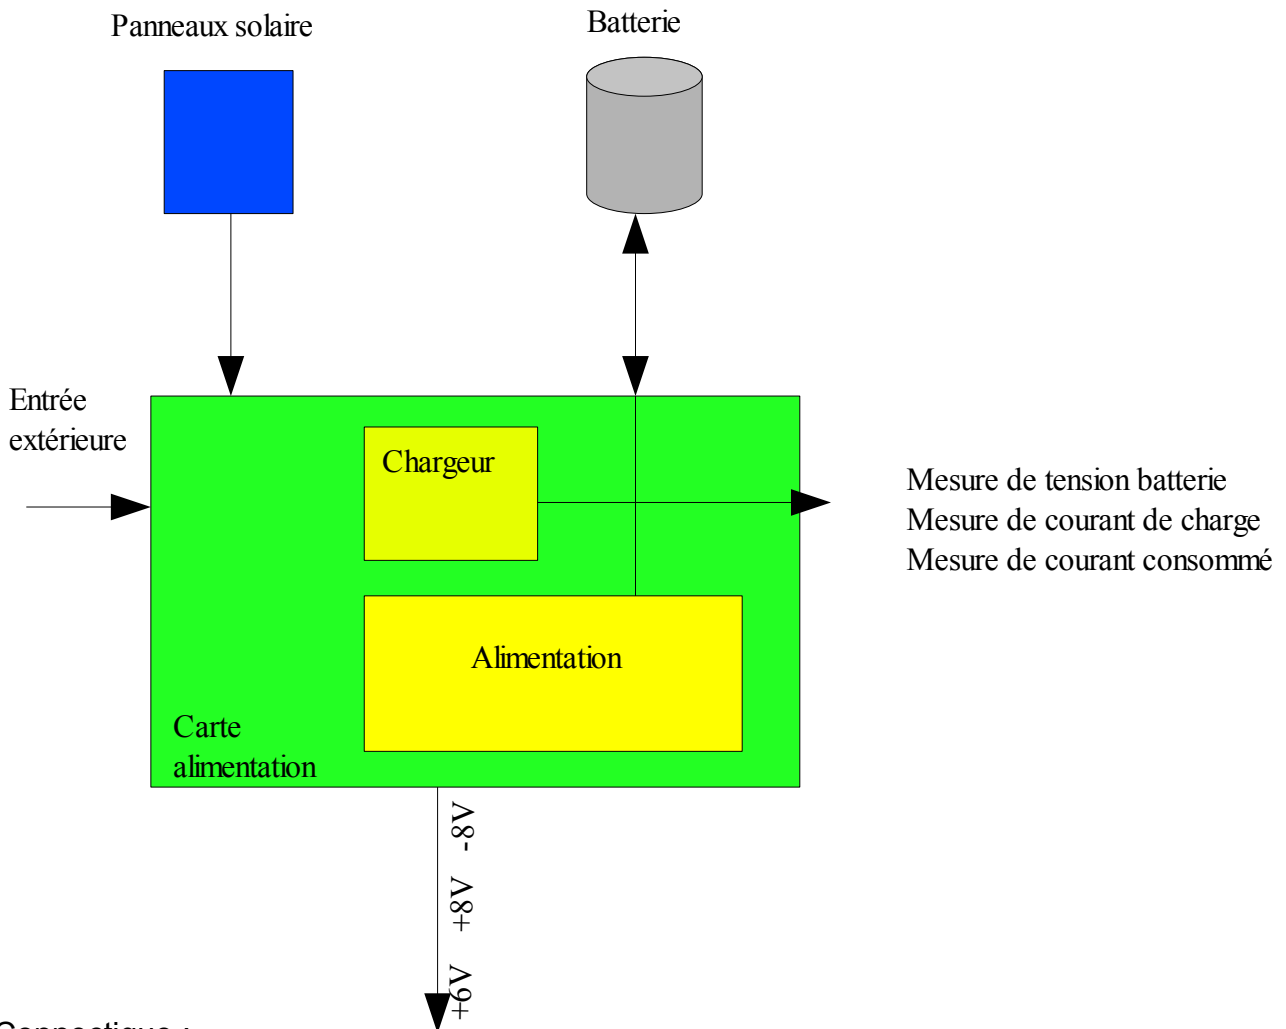 Panneaux solaire
Batterie
Entrée
extérieure
Chargeur
Mesure de tension batterie
Mesure de courant de charge
Mesure de courant consommé
Alimentation
Carte
alimentation
+6V +8V -8V
Connectique :